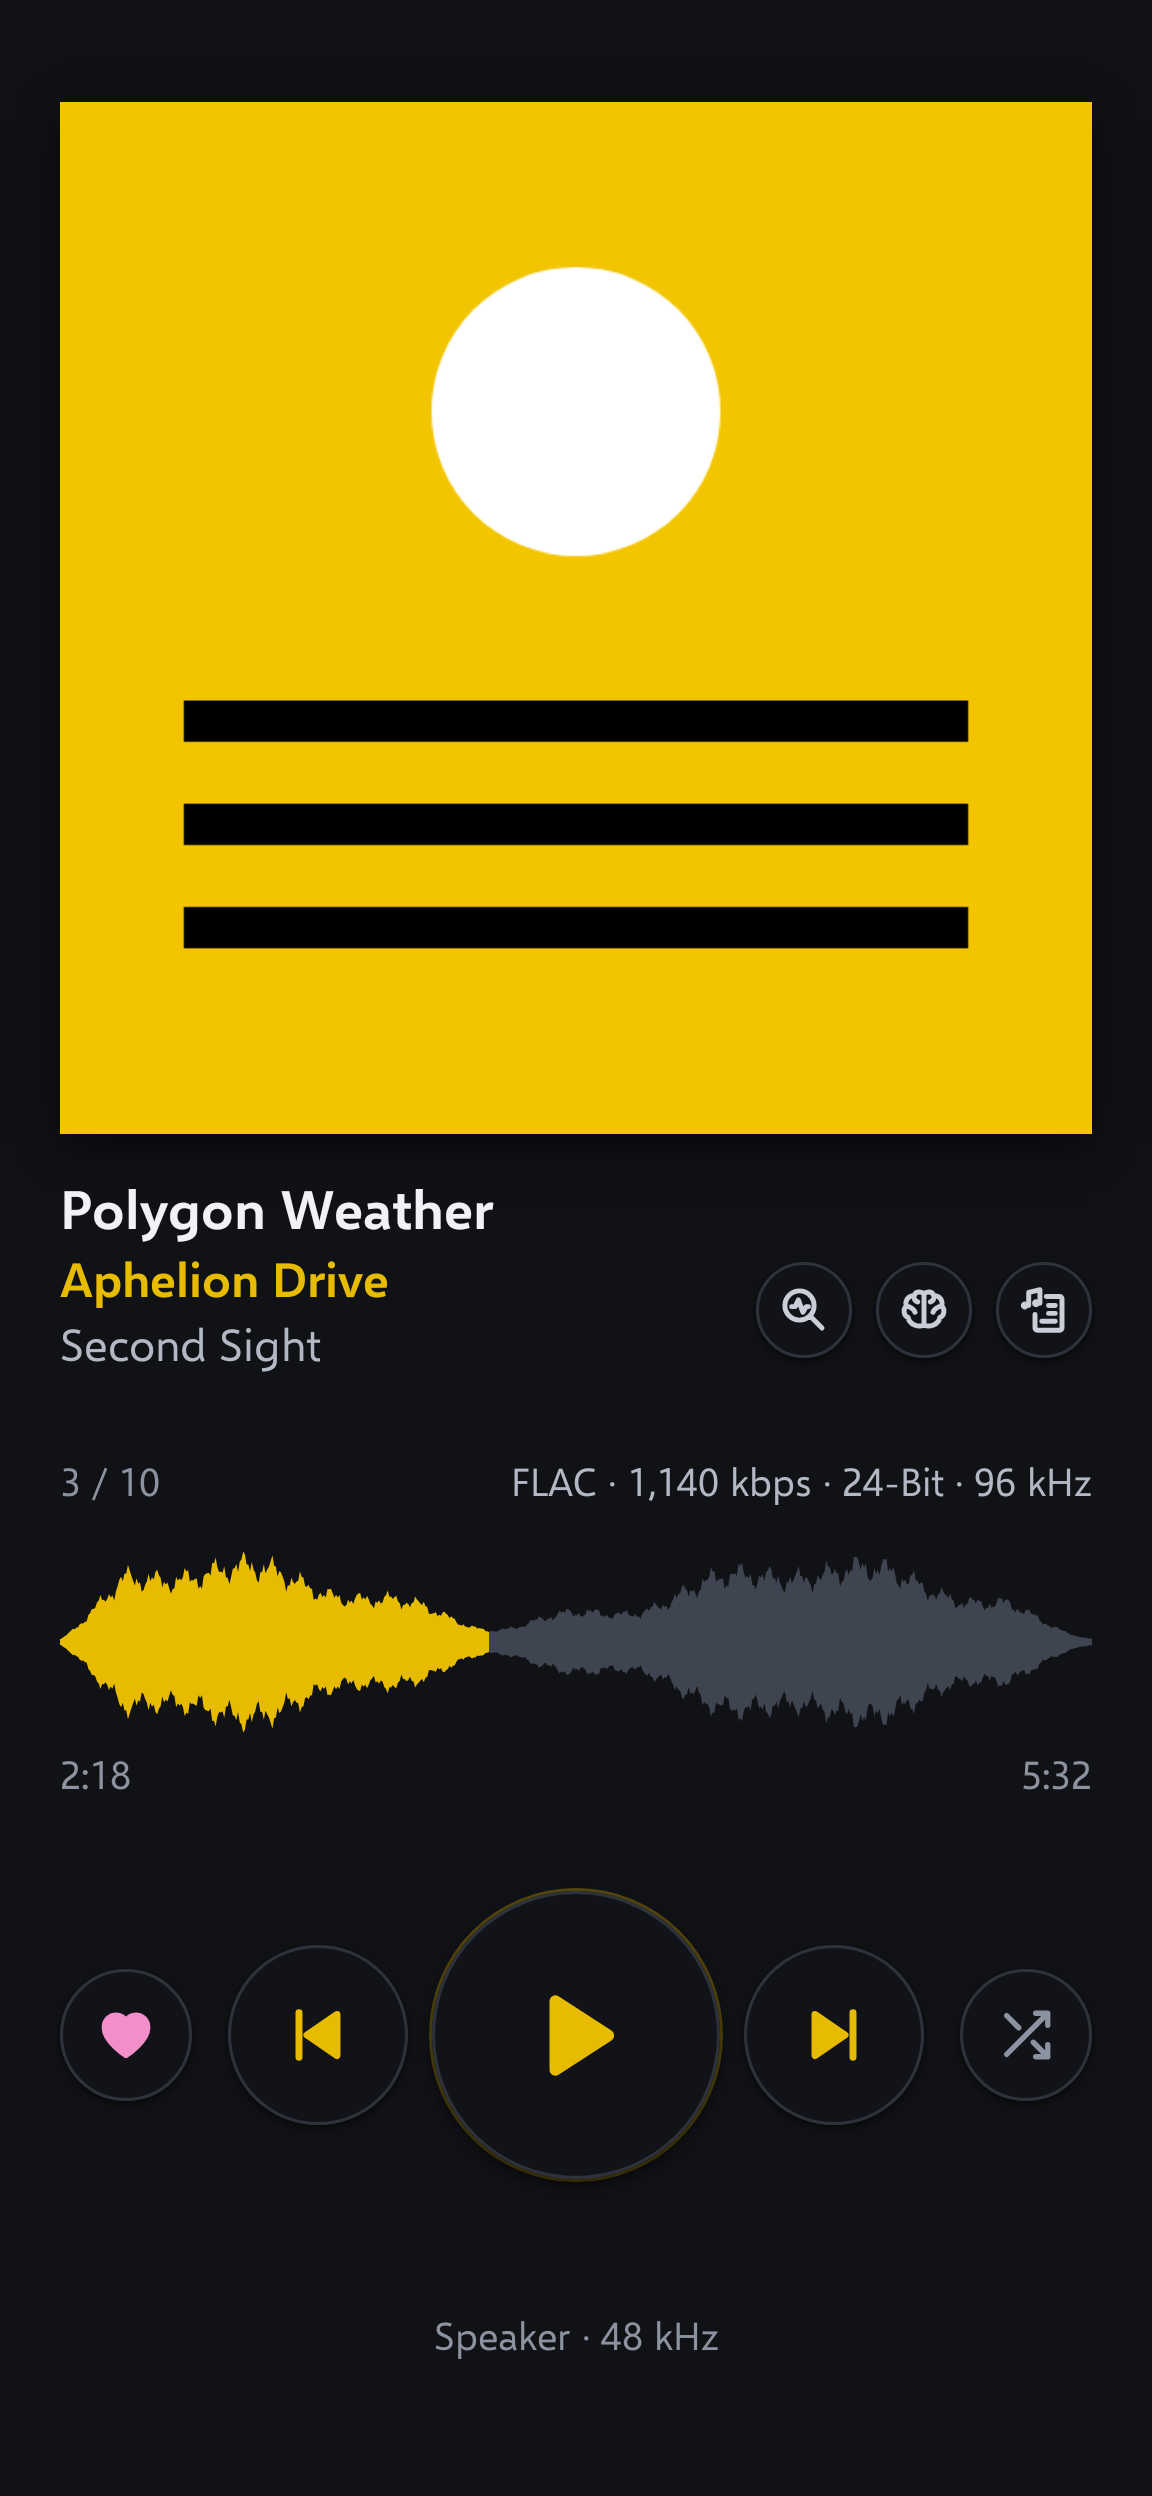 Polygon Weather
Aphelion Drive
Second Sight
3 / 10
FLAC · 1,140 kbps · 24-Bit · 96 kHz
2:18
5:32
Speaker · 48 kHz